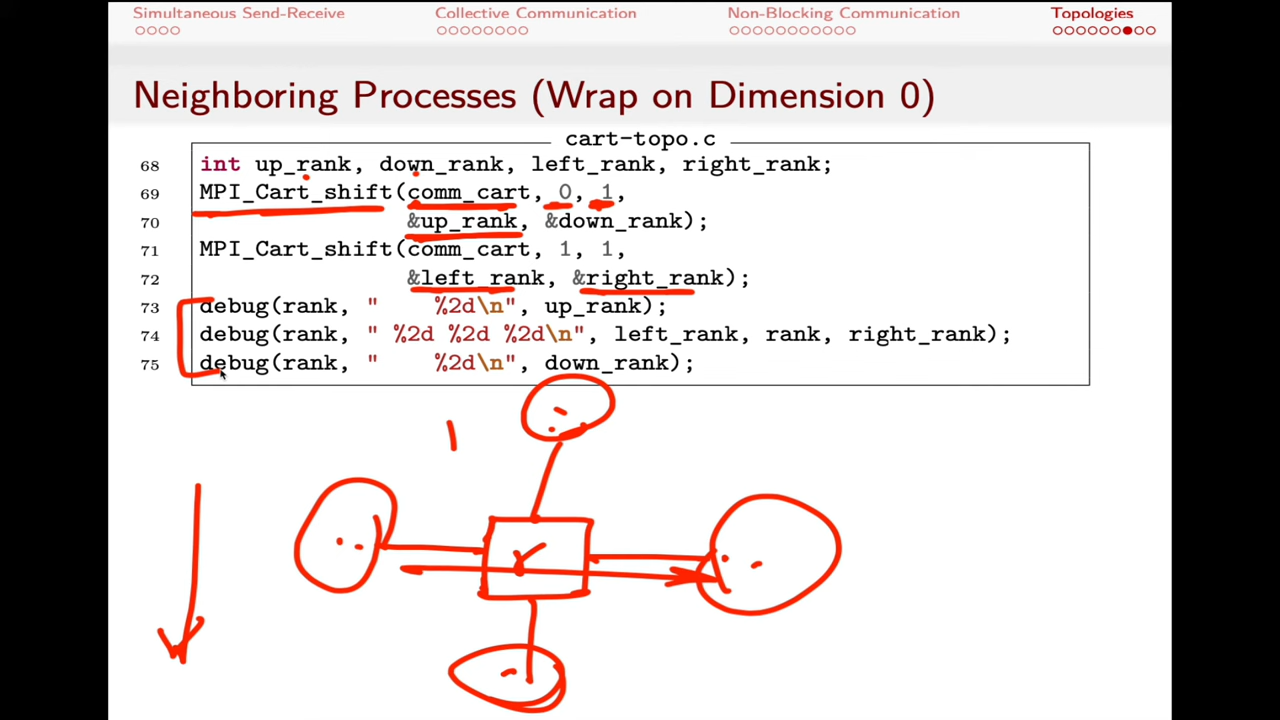 Simultaneous Send-Receive Collective Communication Non-Blocking Communication Topologies
Neighboring Processes (Wrap on Dimension 0)
cart-topo.c
68 int up_rank, down_rank, left_rank, right_rank;
69 MPI_Cart_shift(comm_cart, 0, 1,
70 &up_rank, &down_rank);
71 MPI_Cart_shift(comm_cart, 1, 1,
72 &left_rank, &right_rank);
73 debug(rank, "    %2d\n", up_rank);
74 debug(rank, " %2d %2d %2d\n", left_rank, rank, right_rank);
75 debug(rank, "    %2d\n", down_rank);
r